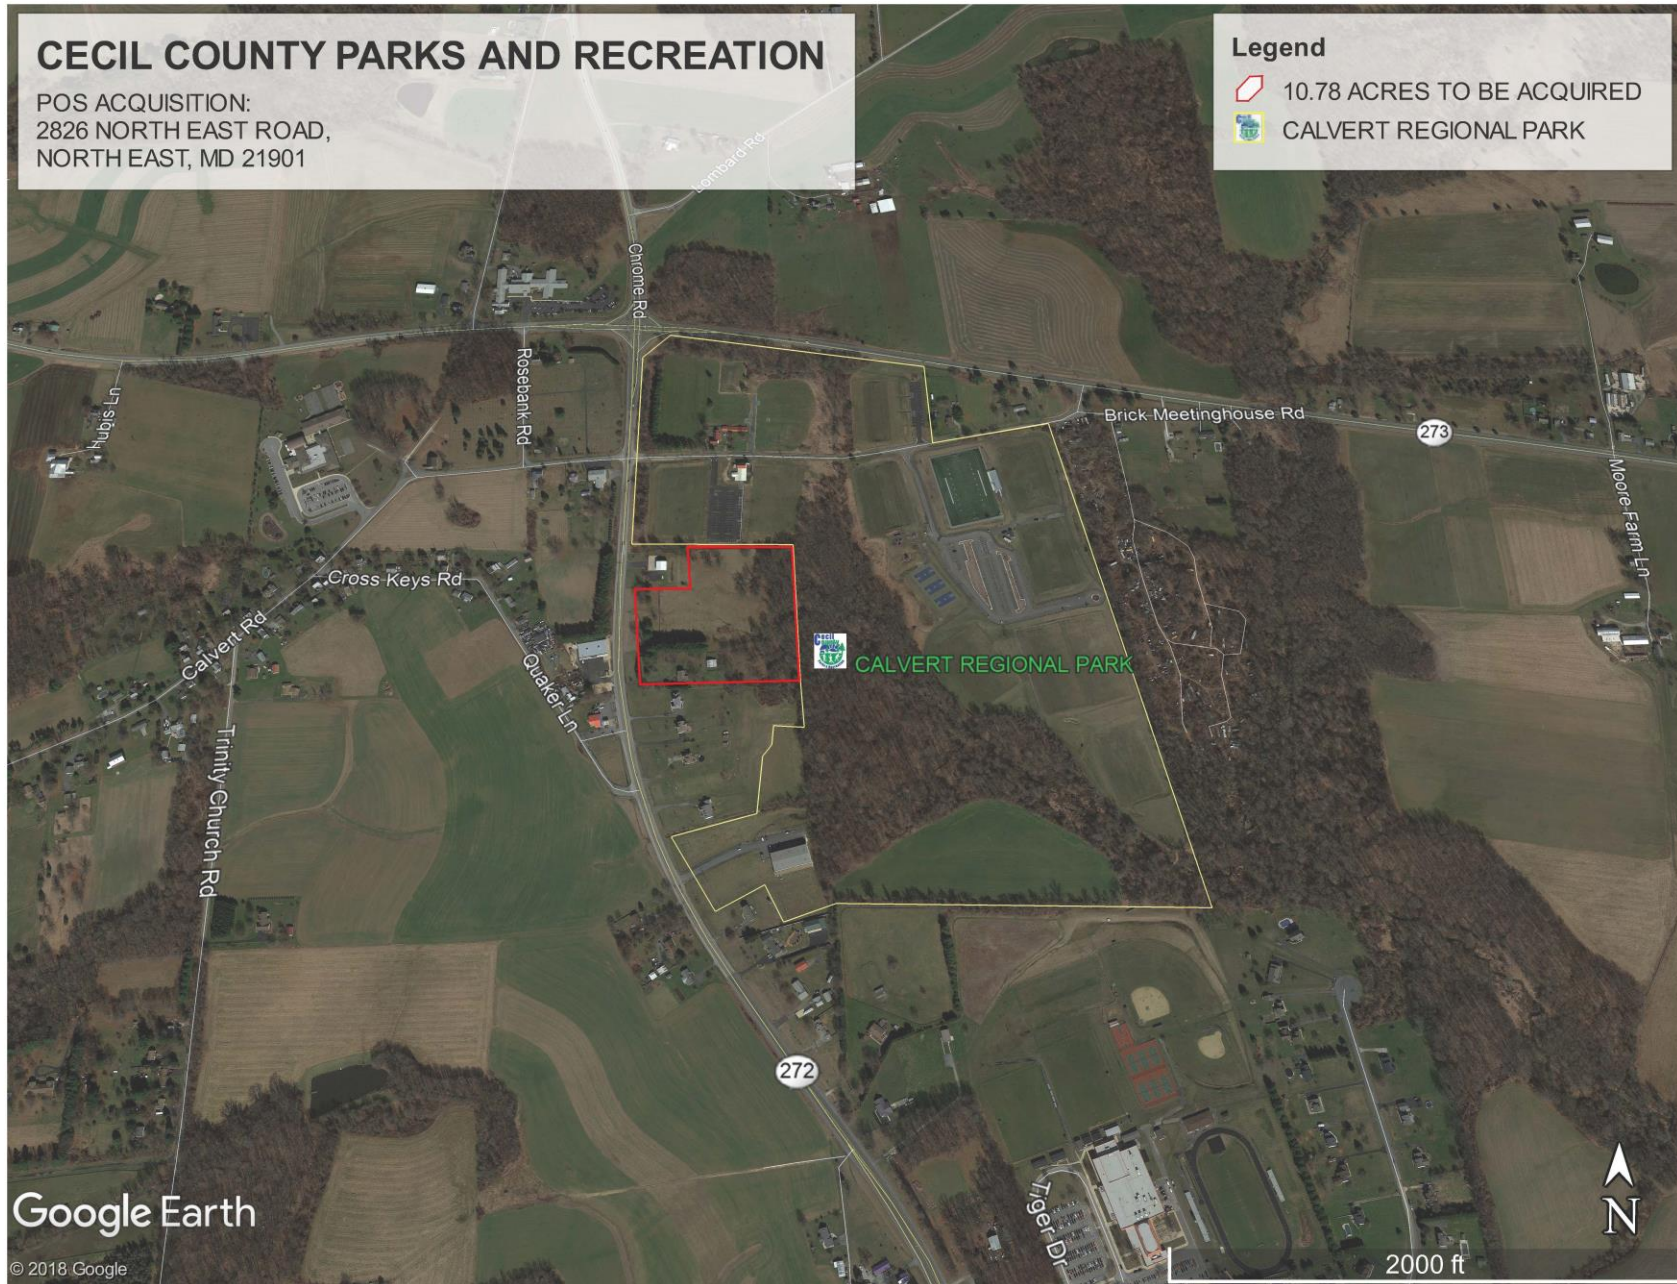 CECIL COUNTY PARKS AND RECREATION
POS ACQUISITION:
2826 NORTH EAST ROAD,
NORTH EAST, MD 21901
Legend
10.78 ACRES TO BE ACQUIRED
CALVERT REGIONAL PARK
Lombard Rd
Chrome Rd
Rosebank Rd
Hubis Ln
Brick Meetinghouse Rd
273
Moore Farm Ln
Cross Keys Rd
Calvert Rd
Quaker Ln
Cecil
County
CALVERT REGIONAL PARK
Trinity Church Rd
272
Tiger Dr
Google Earth
© 2018 Google
N
2000 ft